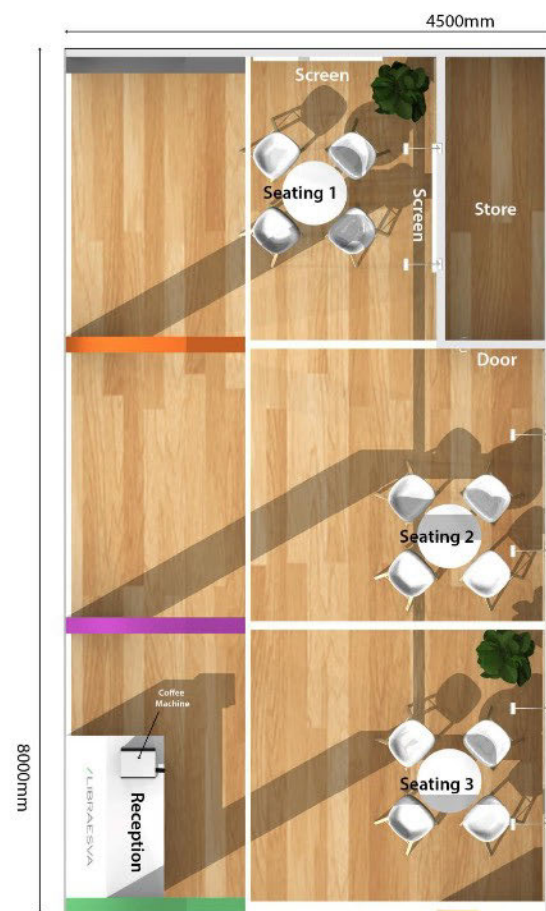 4500mm
Screen
Seating 1
Screen
Store
Door
Seating 2
8000mm
Coffee
Machine
/LIBRAESVA
Reception
Seating 3